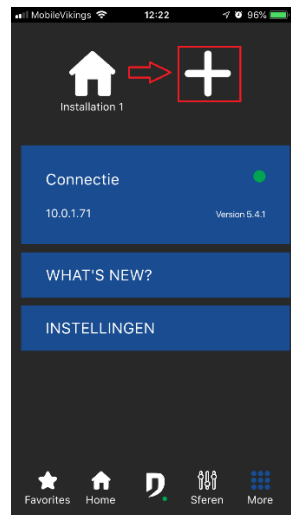 MobileVikings 12:22 96%
Installation 1
Connectie
10.0.1.71 Version 5.4.1
WHAT'S NEW?
INSTELLINGEN
Favorites Home Sferen More